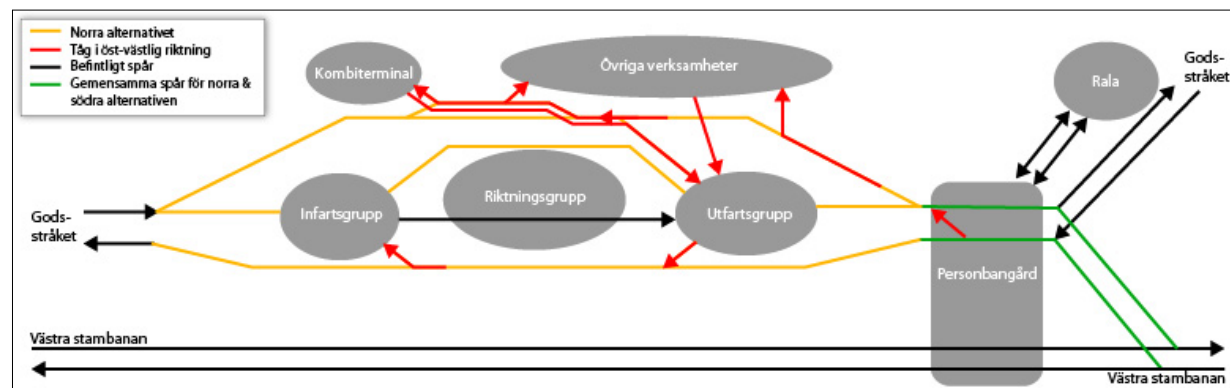 Norra alternativet
Tåg i öst-västlig riktning
Befintligt spår
Gemensamma spår för norra &
södra alternativen
Kombiterminal
Övriga verksamheter
Rala
Gods-
stråket
Gods-
stråket
Infartsgrupp
Riktningsgrupp
Utfartsgrupp
Personbangård
Västra stambanan
Västra stambanan